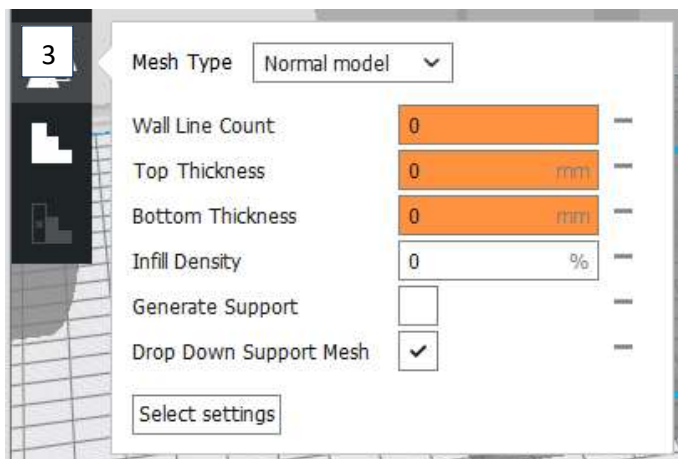 3
Mesh Type Normal model
Wall Line Count 0
Top Thickness 0 mm
Bottom Thickness 0 mm
Infill Density 0 %
Generate Support
Drop Down Support Mesh
Select settings